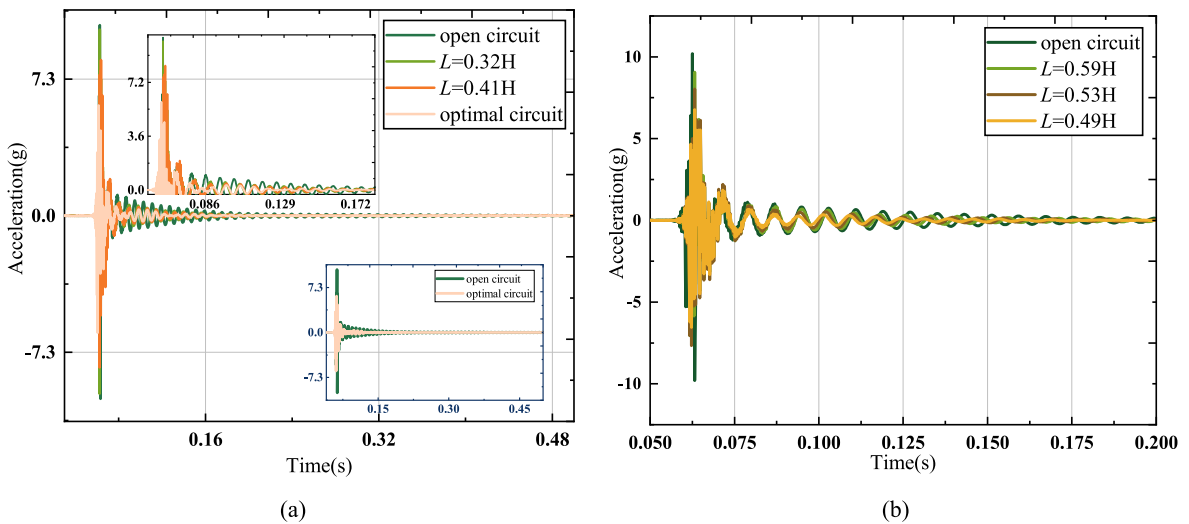 open circuit
L=0.32H
L=0.41H
optimal circuit
7.3
0.0
-7.3
Acceleration(g)
0.16
0.32
0.48
Time(s)
7.2
3.6
0.0
0.086
0.129
0.172
open circuit
optimal circuit
7.3
0.0
-7.3
0.15
0.30
0.45
(a)
open circuit
L=0.59H
L=0.53H
L=0.49H
10
5
0
-5
-10
Acceleration(g)
0.050
0.075
0.100
0.125
0.150
0.175
0.200
Time(s)
(b)